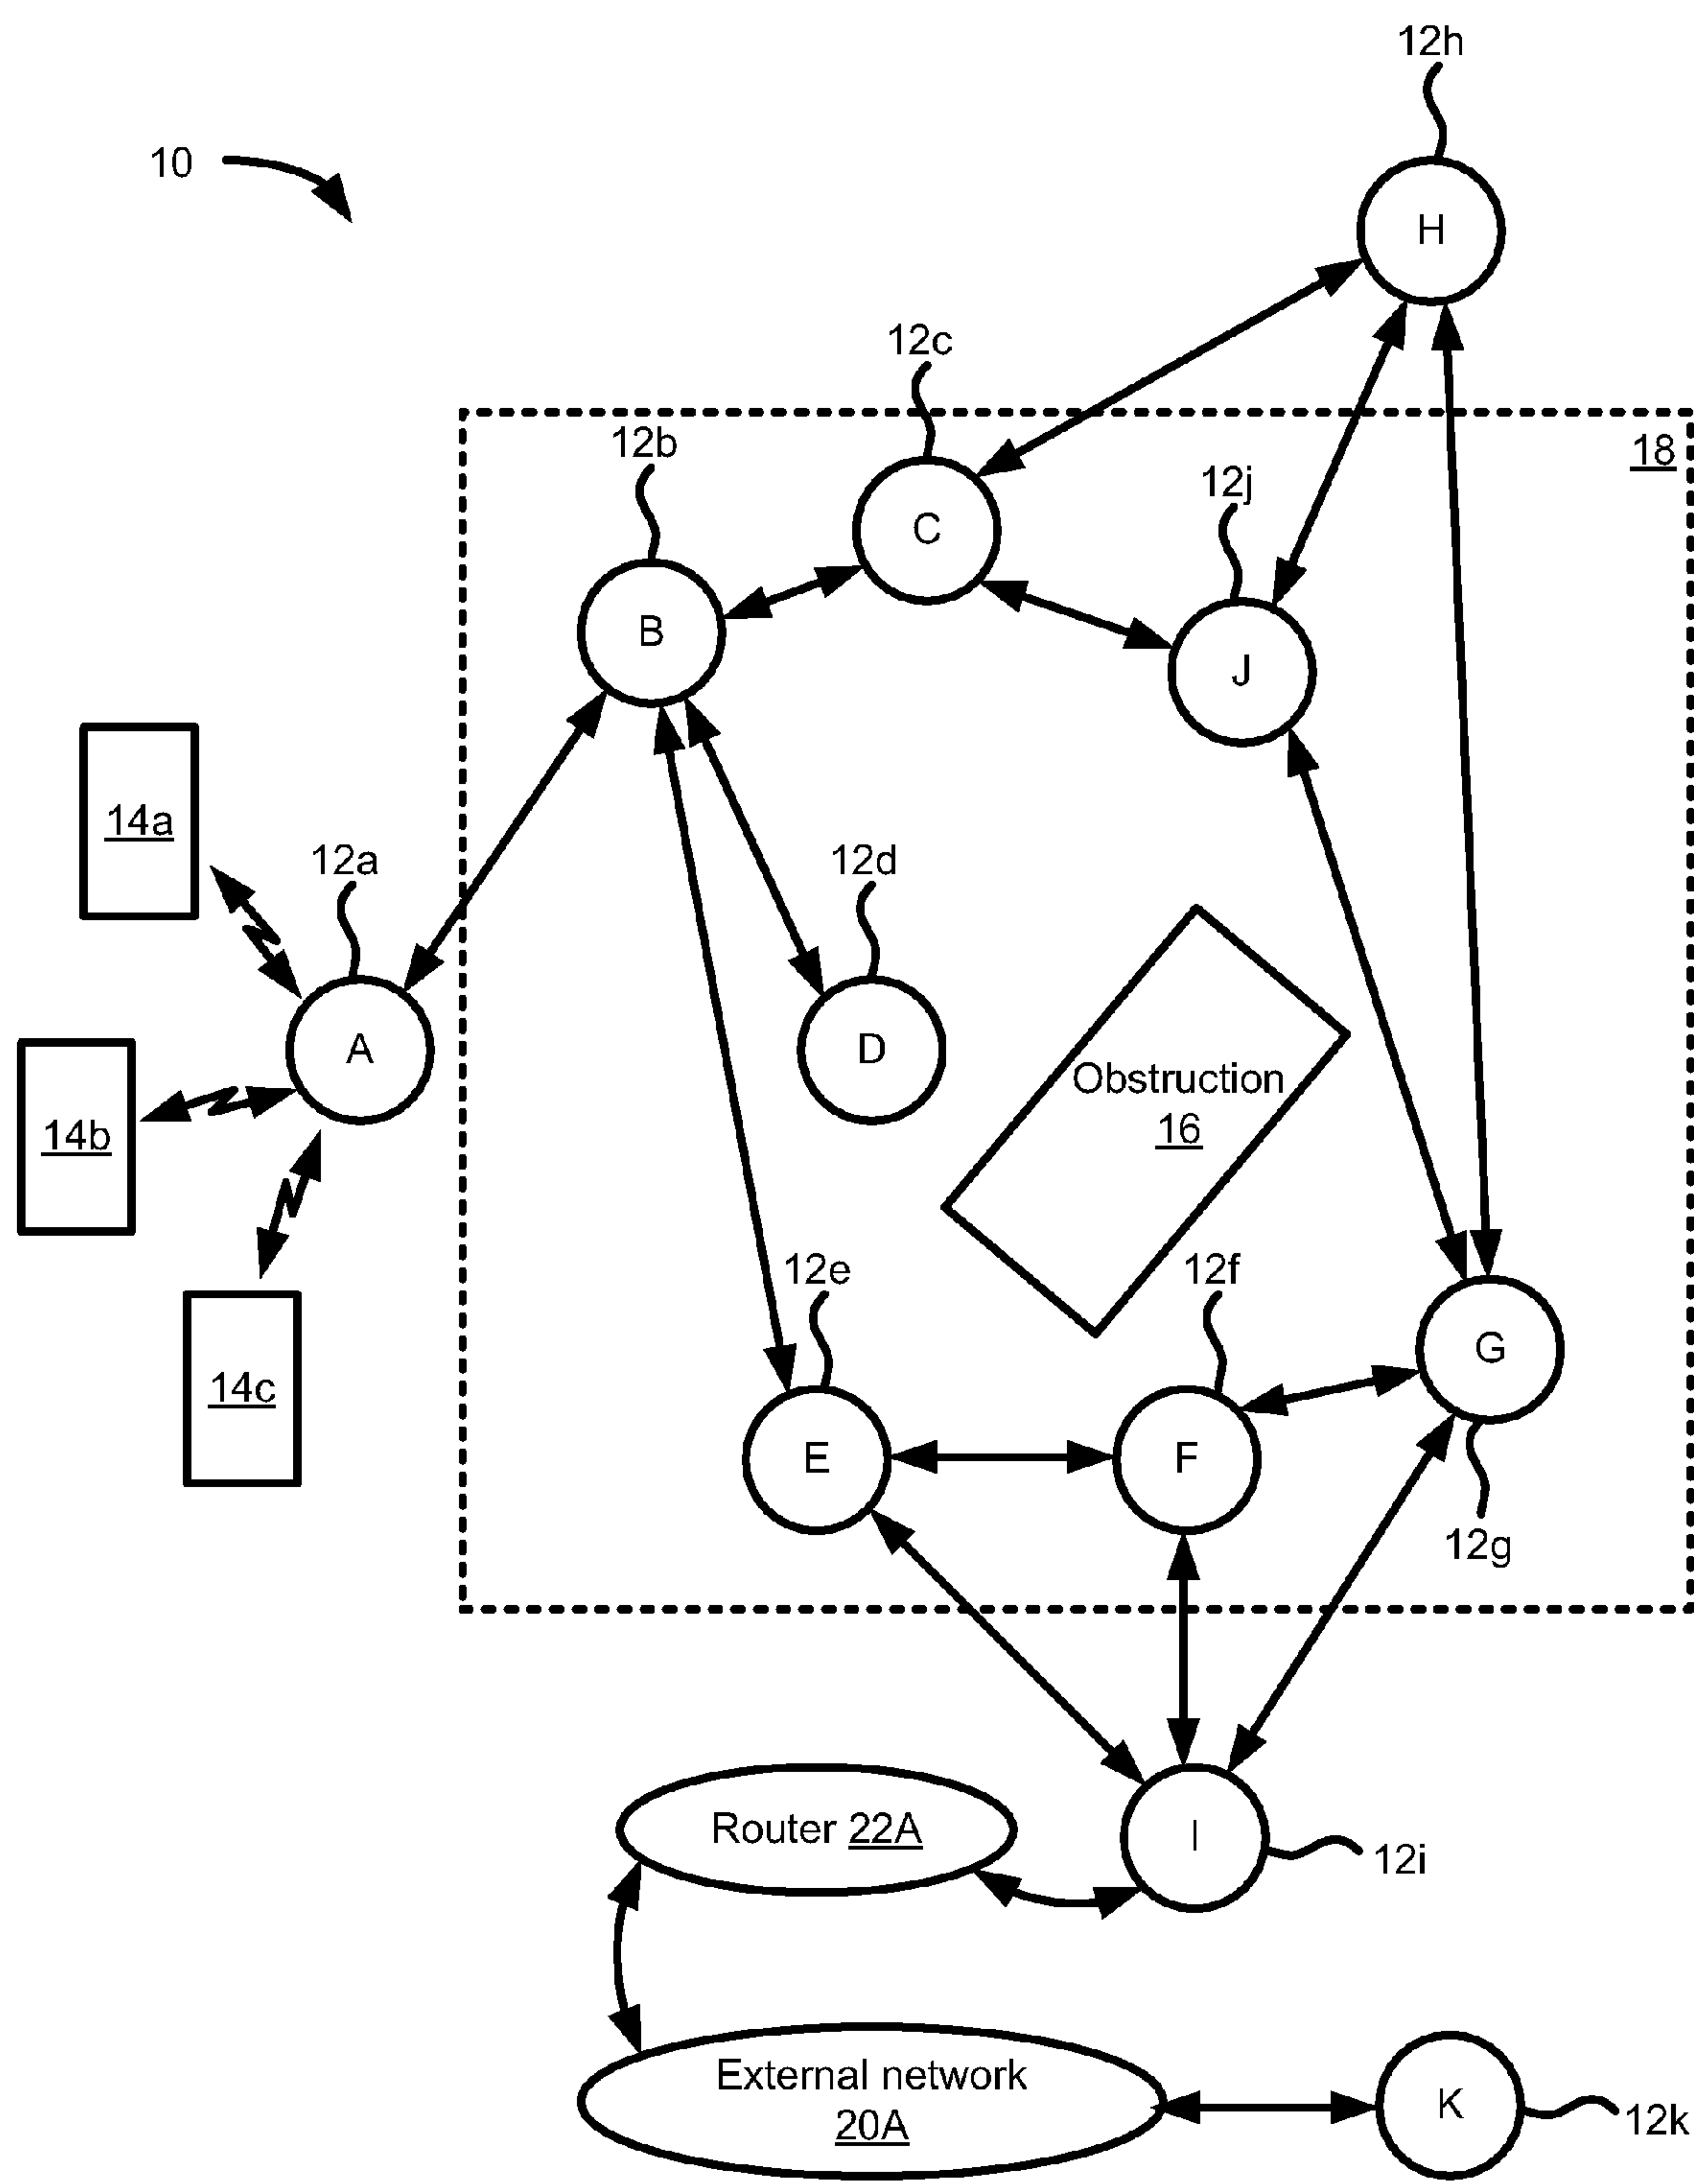 12h
10
H
12c
18
12b
12j
C
B
J
14a
12a
12d
A
D
Obstruction
16
14b
12e
12f
G
14c
E
F
12g
Router 22A
I
12i
External network
20A
K
12k